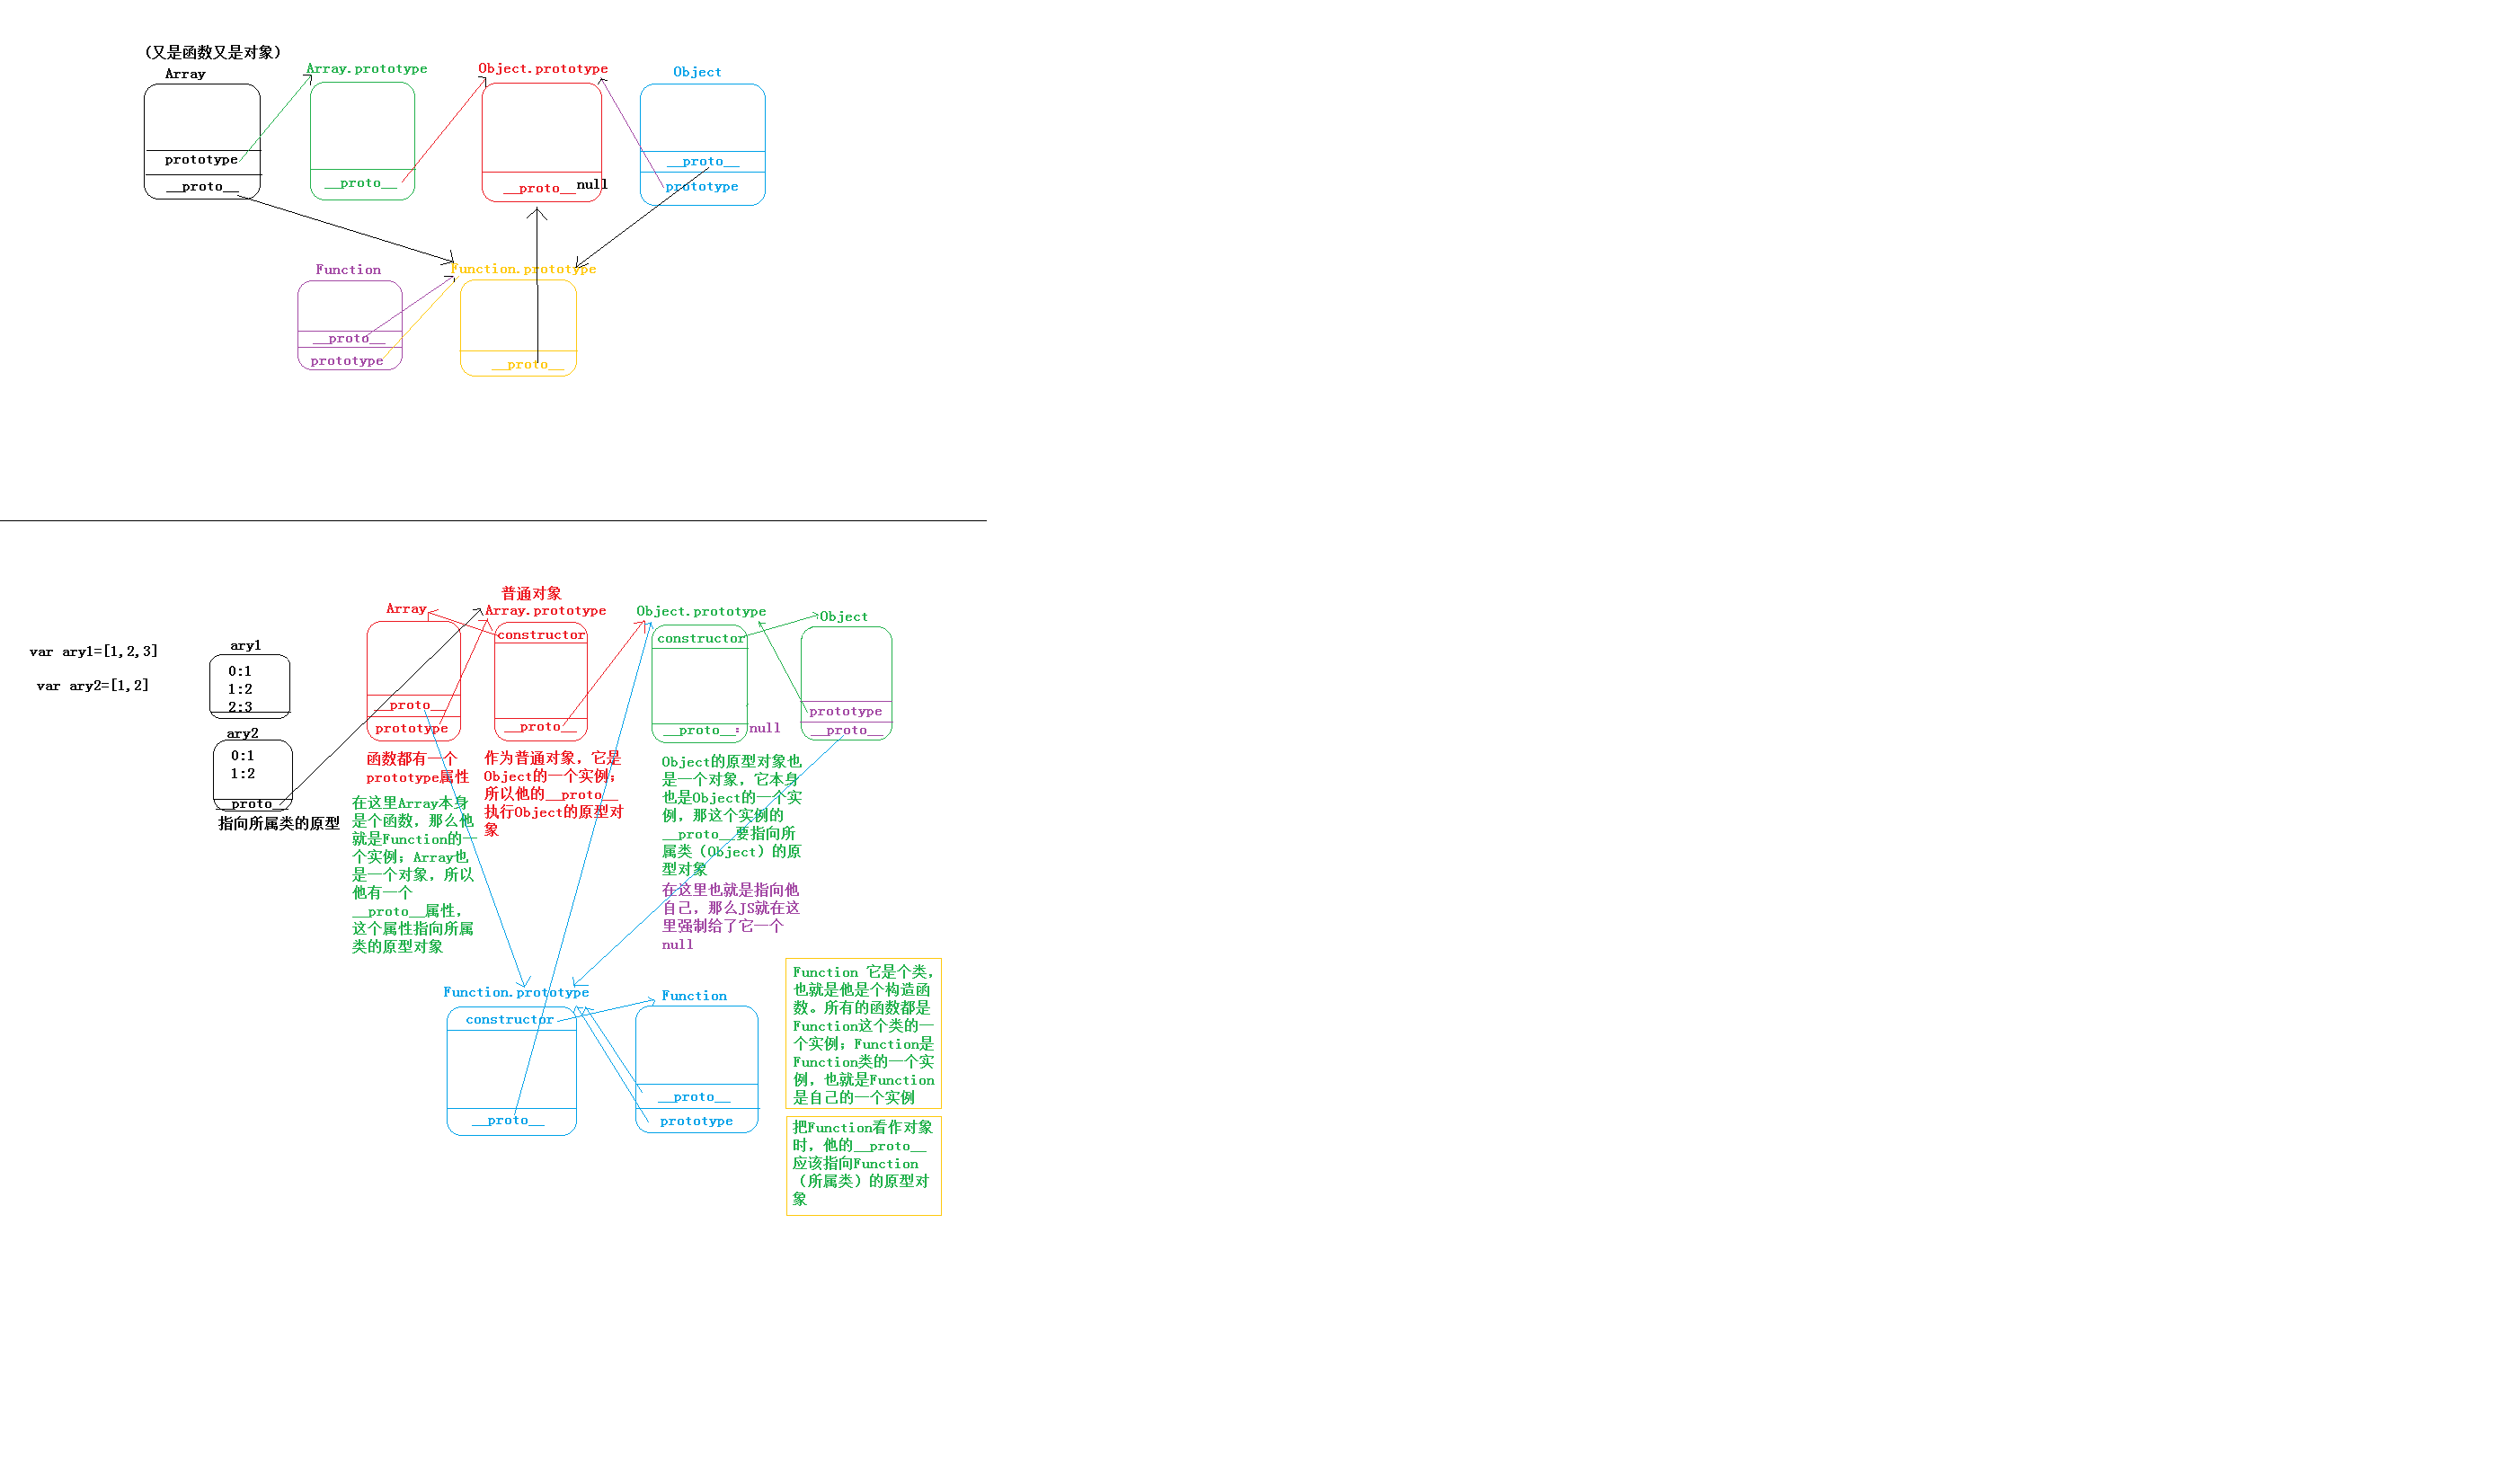 （又是函数又是对象）
Array
Array.prototype
Object.prototype
Object
prototype
__proto__
__proto__
__proto__null
__proto__
prototype
Function
Function.prototype
__proto__
prototype
__proto__
var ary1=[1,2,3]
var ary2=[1,2]
ary1
0:1
1:2
2:3
ary2
0:1
1:2
__proto__
指向所属类的原型
Array
__proto__
prototype
函数都有一个
prototype属性
在这里Array本身
是个函数，那么他
就是Function的一
个实例；Array也
是一个对象，所以
他有一个
__proto__属性，
这个属性指向所属
类的原型对象
普通对象
Array.prototype
constructor
__proto__
作为普通对象，它是
Object的一个实例；
所以他的__proto__
执行Object的原型对
象
Object.prototype
constructor
__proto__：null
Object的原型对象也
是一个对象，它本身
也是Object的一个实
例，那这个实例的
__proto__要指向所
属类（Object）的原
型对象
在这里也就是指向他
自己，那么JS就在这
里强制给了它一个
null
Object
prototype
__proto__
Function.prototype
constructor
__proto__
Function
__proto__
prototype
Function 它是个类，
也就是他是个构造函
数。所有的函数都是
Function这个类的一
个实例；Function是
Function类的一个实
例，也就是Function
是自己的一个实例
把Function看作对象
时，他的__proto__
应该指向Function
（所属类）的原型对
象